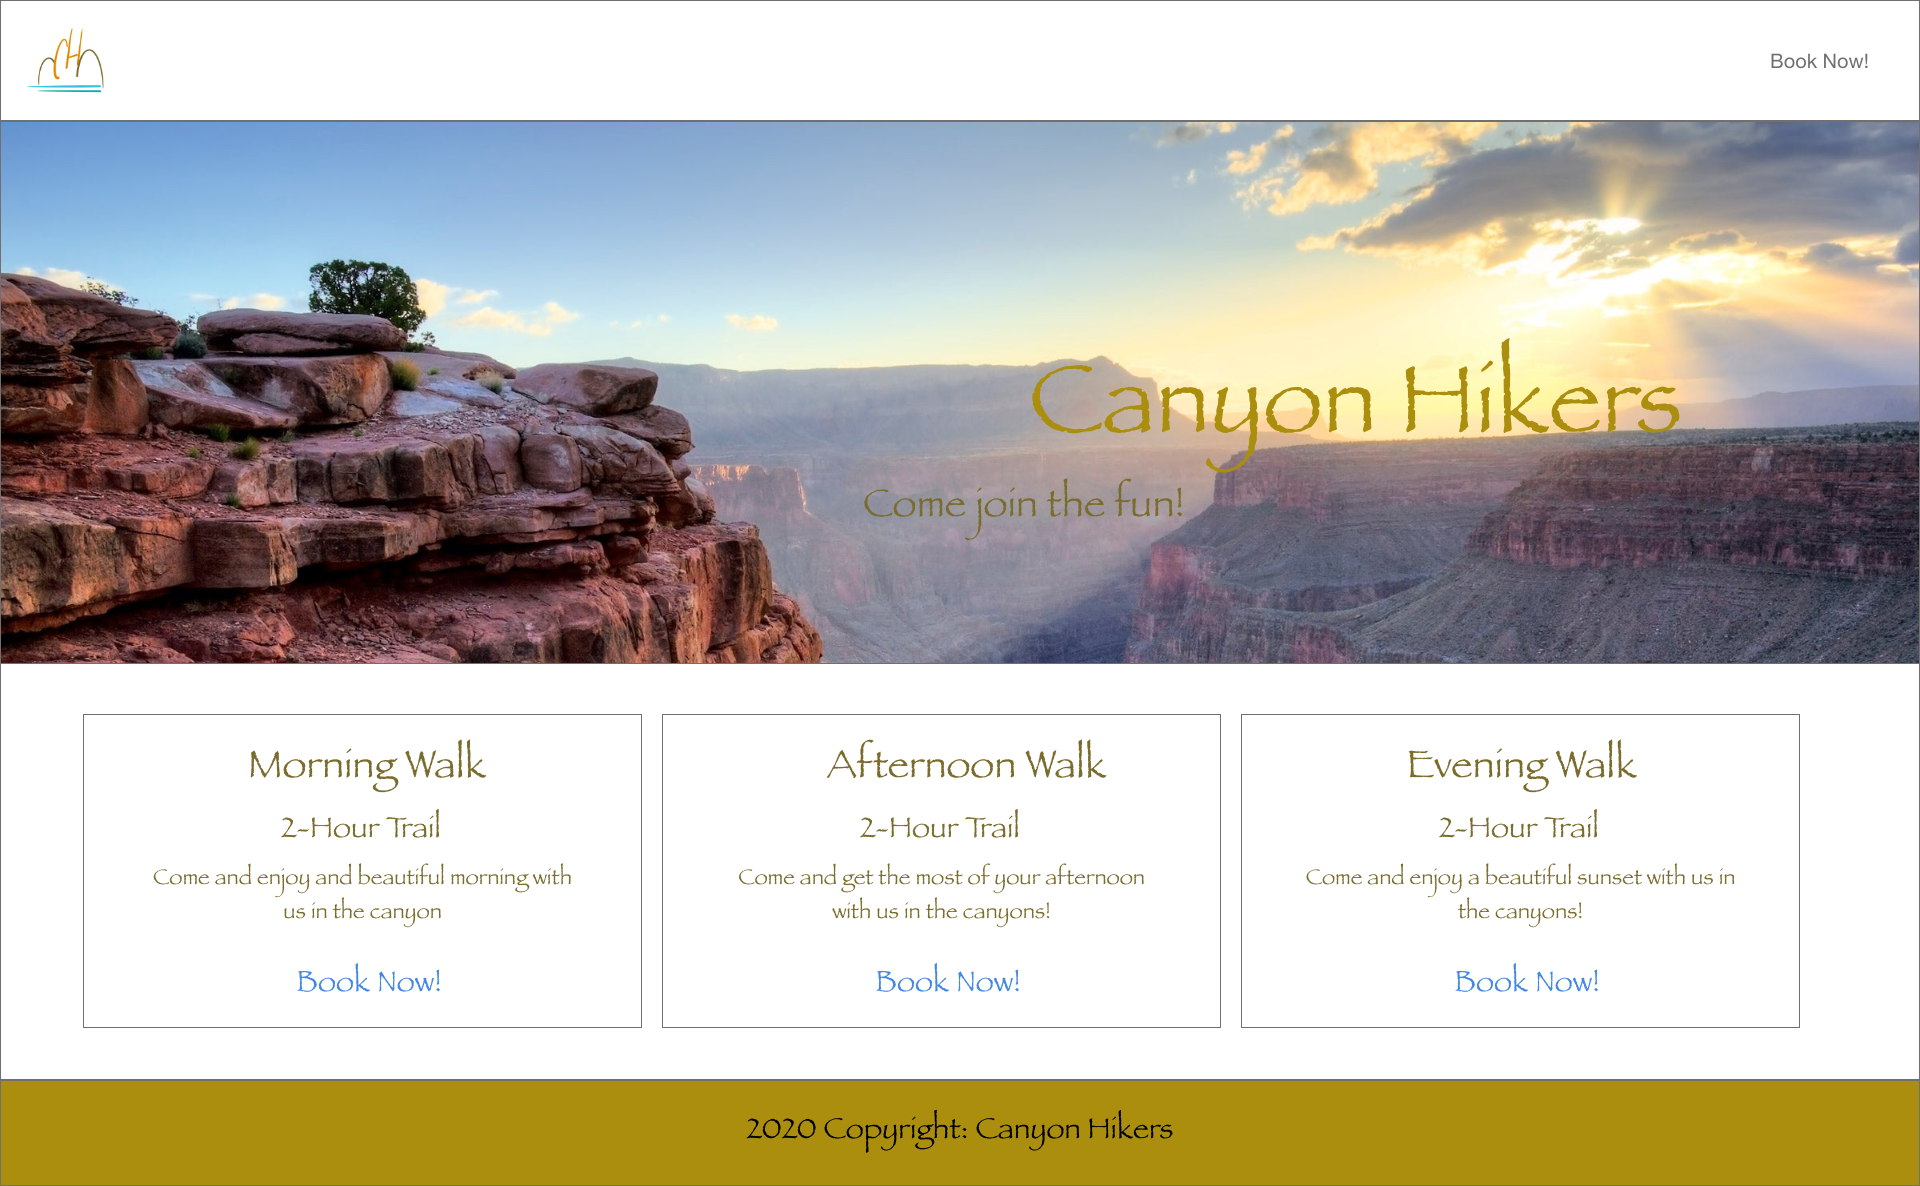 Book Now!
Canyon Hikers
Come join the fun!
Morning Walk
2-Hour Trail
Come and enjoy and beautiful morning with
us in the canyon
Book Now!
Afternoon Walk
2-Hour Trail
Come and get the most of your afternoon
with us in the canyons!
Book Now!
Evening Walk
2-Hour Trail
Come and enjoy a beautiful sunset with us in
the canyons!
Book Now!
2020 Copyright: Canyon Hikers